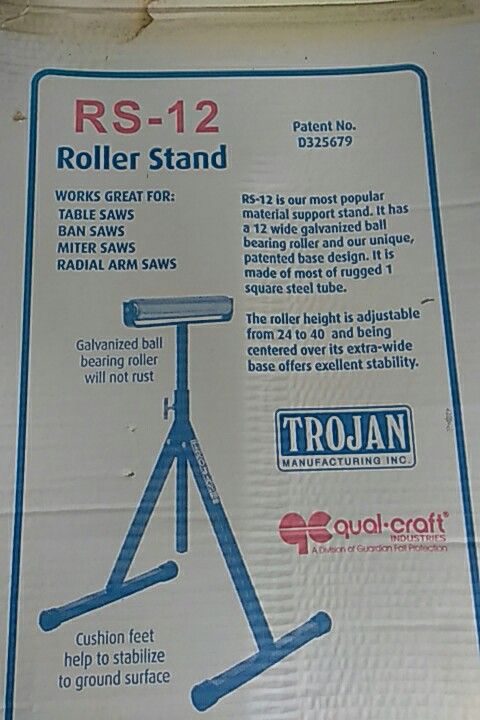 RS-12
Roller Stand
Patent No.
D325679
WORKS GREAT FOR:
TABLE SAWS
BAN SAWS
MITER SAWS
RADIAL ARM SAWS
RS-12 is our most popular
material support stand. It has
a 12 wide galvanized ball
bearing roller and our unique,
patented base design. It is
made of most of rugged 1
square steel tube.
The roller height is adjustable
from 24 to 40 and being
centered over its extra-wide
base offers exellent stability.
Galvanized ball
bearing roller
will not rust
TROJAN
MANUFACTURING INC.
qual-craft®
INDUSTRIES
A Division of Guardian Fall Protection
Cushion feet
help to stabilize
to ground surface